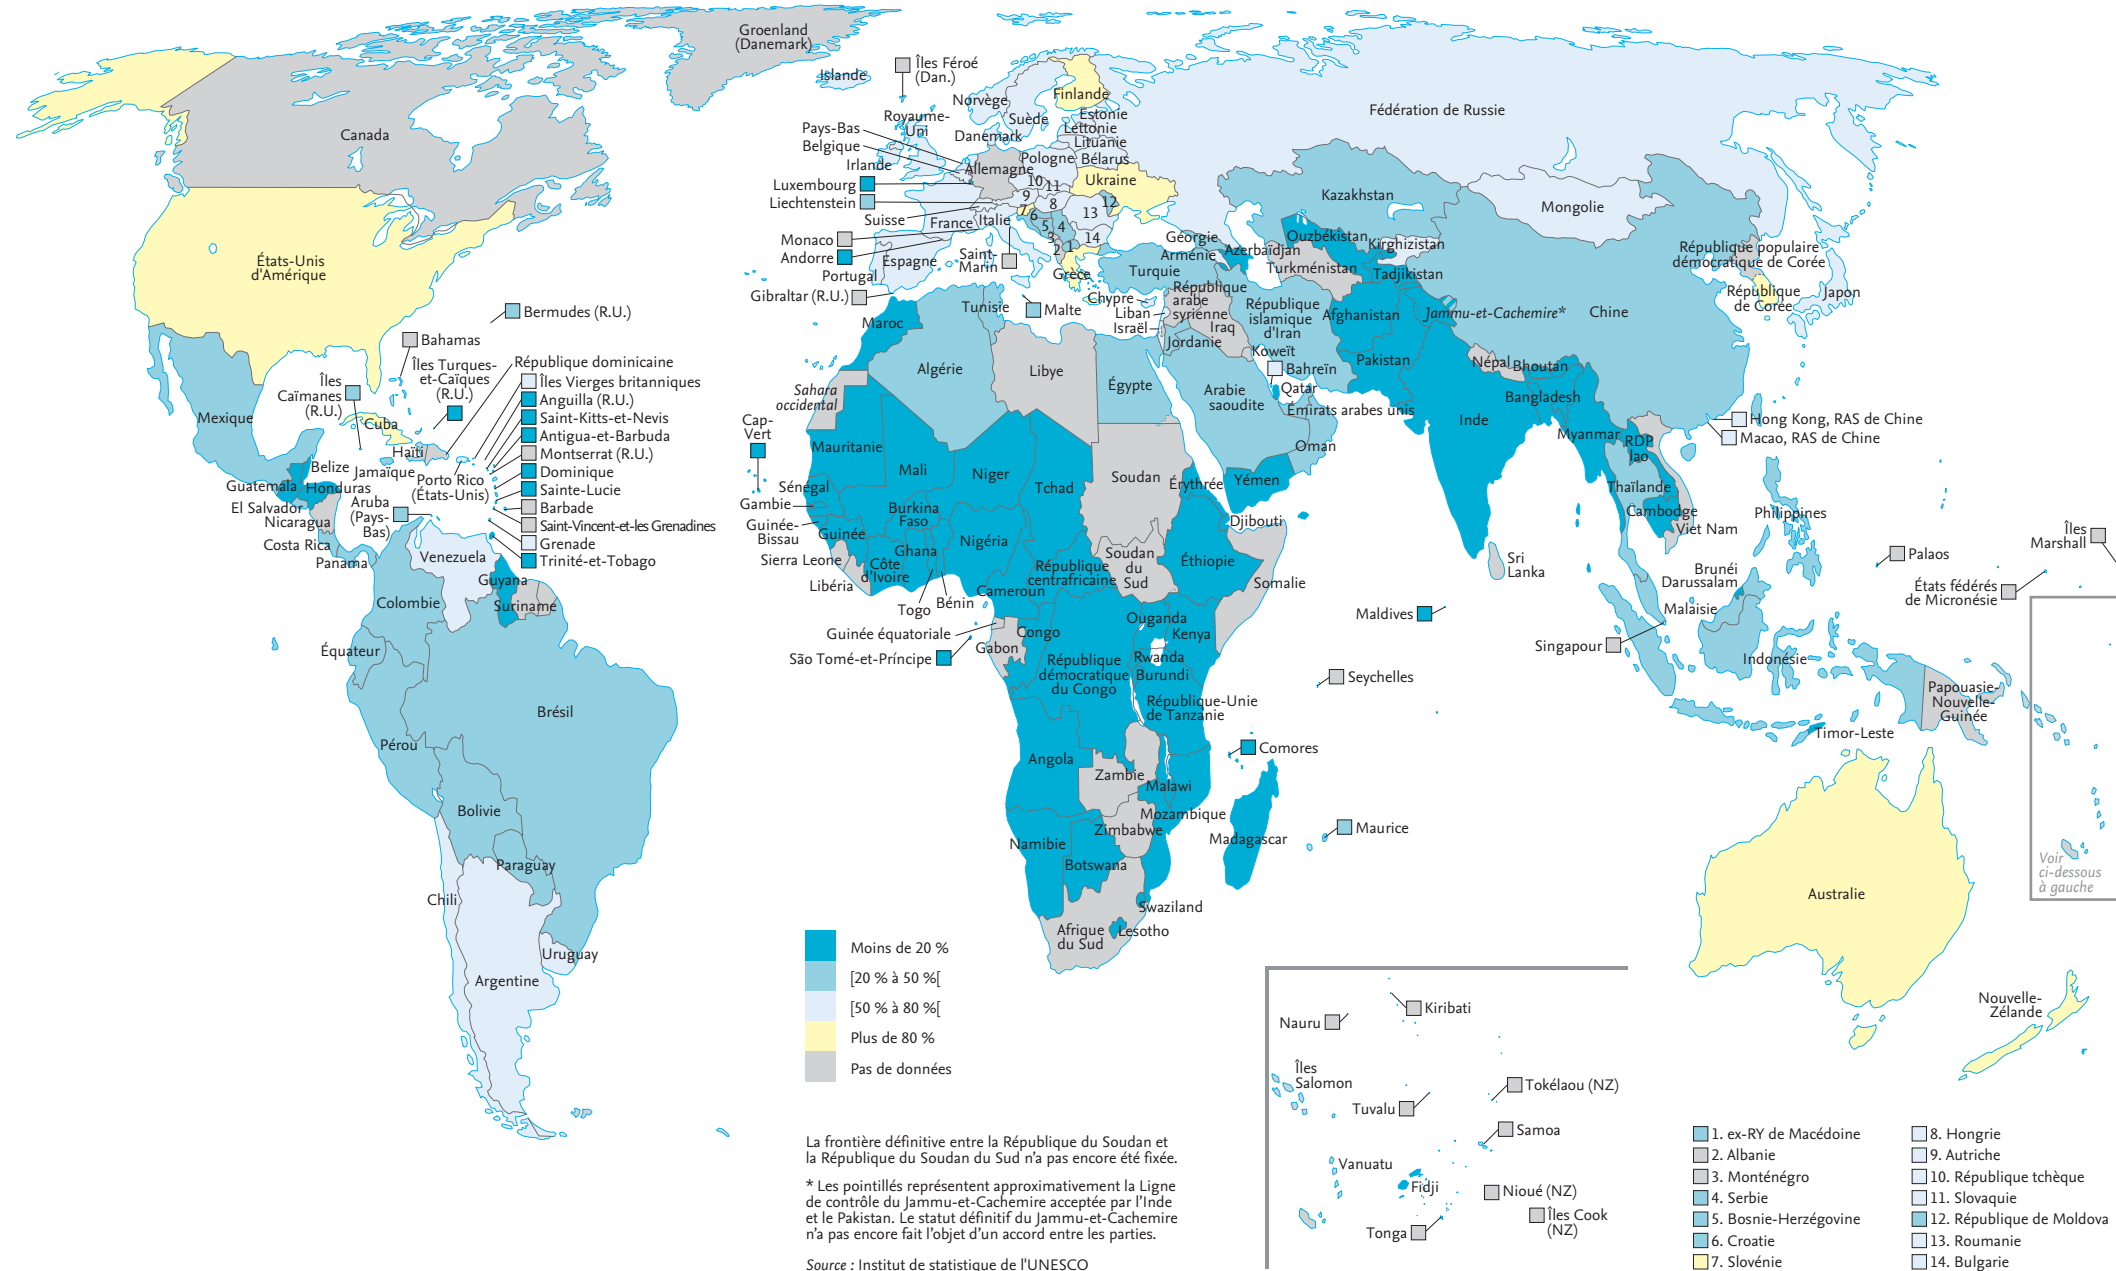 Groenland
(Danemark)
Canada
États-Unis
d'Amérique
Islande
Îles Féroé
(Dan.)
Norvège
Finlande
Suède
Estonie
Lettonie
Lituanie
Bélarus
Royaume-
Uni
Danemark
Pays-Bas
Belgique
Irlande
Allemagne
Pologne
Ukraine
Luxembourg
Liechtenstein
Suisse
France
Italie
Monaco
Andorre
Portugal
Espagne
Saint-
Marin
Gibraltar (R.U.)
Grèce
Malte
10
11
9
8
7
6
5
4
3
2
1
12
13
14
Fédération de Russie
Kazakhstan
Mongolie
Géorgie
Arménie
Azerbaïdjan
Ouzbékistan
Kirghizistan
Turkménistan
Tadjikistan
Turquie
Chypre
Liban
Israël
République
arabe
syrienne
Iraq
Jordanie
République
islamique
d'Iran
Afghanistan
Jammu-et-Cachemire*
Chine
République populaire
démocratique de Corée
République
de Corée
Japon
Koweït
Bahreïn
Qatar
Pakistan
Népal
Bhoutan
Bangladesh
Arabie
saoudite
Émirats arabes unis
Oman
Yémen
Inde
Myanmar
RDP
lao
Hong Kong, RAS de Chine
Macao, RAS de Chine
Thaïlande
Cambodge
Viet Nam
Philippines
Sri
Lanka
Maldives
Brunéi
Darussalam
Malaisie
Singapour
Indonésie
Timor-Leste
Papouasie-
Nouvelle-
Guinée
Palaos
États fédérés
de Micronésie
Îles
Marshall
Voir
ci-dessous
à gauche
Australie
Nouvelle-
Zélande
Bermudes (R.U.)
Bahamas
Îles Turques-
et-Caïques
(R.U.)
Îles
Caïmanes
(R.U.)
Mexique
Cuba
Haïti
Jamaïque
Belize
Guatemala
Honduras
El Salvador
Nicaragua
Costa Rica
Panama
Porto Rico
(États-Unis)
Aruba
(Pays-
Bas)
République dominicaine
Îles Vierges britanniques
Anguilla (R.U.)
Saint-Kitts-et-Nevis
Antigua-et-Barbuda
Montserrat (R.U.)
Dominique
Sainte-Lucie
Barbade
Saint-Vincent-et-les Grenadines
Grenade
Trinité-et-Tobago
Venezuela
Guyana
Suriname
Colombie
Équateur
Pérou
Brésil
Bolivie
Paraguay
Chili
Argentine
Uruguay
Maroc
Tunisie
Algérie
Libye
Égypte
Sahara
occidental
Cap-
Vert
Mauritanie
Mali
Niger
Tchad
Soudan
Érythrée
Sénégal
Gambie
Guinée-
Bissau
Guinée
Sierra Leone
Libéria
Burkina
Faso
Ghana
Côte
d'Ivoire
Togo
Bénin
Nigéria
Cameroun
République
centrafricaine
Soudan
du
Sud
Djibouti
Éthiopie
Somalie
Guinée équatoriale
São Tomé-et-Príncipe
Gabon
Congo
République
démocratique
du Congo
Ouganda
Kenya
Rwanda
Burundi
République-Unie
de Tanzanie
Seychelles
Comores
Angola
Zambie
Malawi
Mozambique
Zimbabwe
Namibie
Botswana
Madagascar
Maurice
Swaziland
Lesotho
Afrique
du Sud
Moins de 20 %
[20 % à 50 %[
[50 % à 80 %[
Plus de 80 %
Pas de données
La frontière définitive entre la République du Soudan et
la République du Soudan du Sud n'a pas encore été fixée.
* Les pointillés représentent approximativement la Ligne
de contrôle du Jammu-et-Cachemire acceptée par l'Inde
et le Pakistan. Le statut définitif du Jammu-et-Cachemire
n'a pas encore fait l'objet d'un accord entre les parties.
Source : Institut de statistique de l'UNESCO
Nauru
Kiribati
Îles
Salomon
Tuvalu
Tokélaou (NZ)
Samoa
Vanuatu
Fidji
Nioué (NZ)
Îles Cook
(NZ)
Tonga
1. ex-RY de Macédoine
2. Albanie
3. Monténégro
4. Serbie
5. Bosnie-Herzégovine
6. Croatie
7. Slovénie
8. Hongrie
9. Autriche
10. République tchèque
11. Slovaquie
12. République de Moldova
13. Roumanie
14. Bulgarie